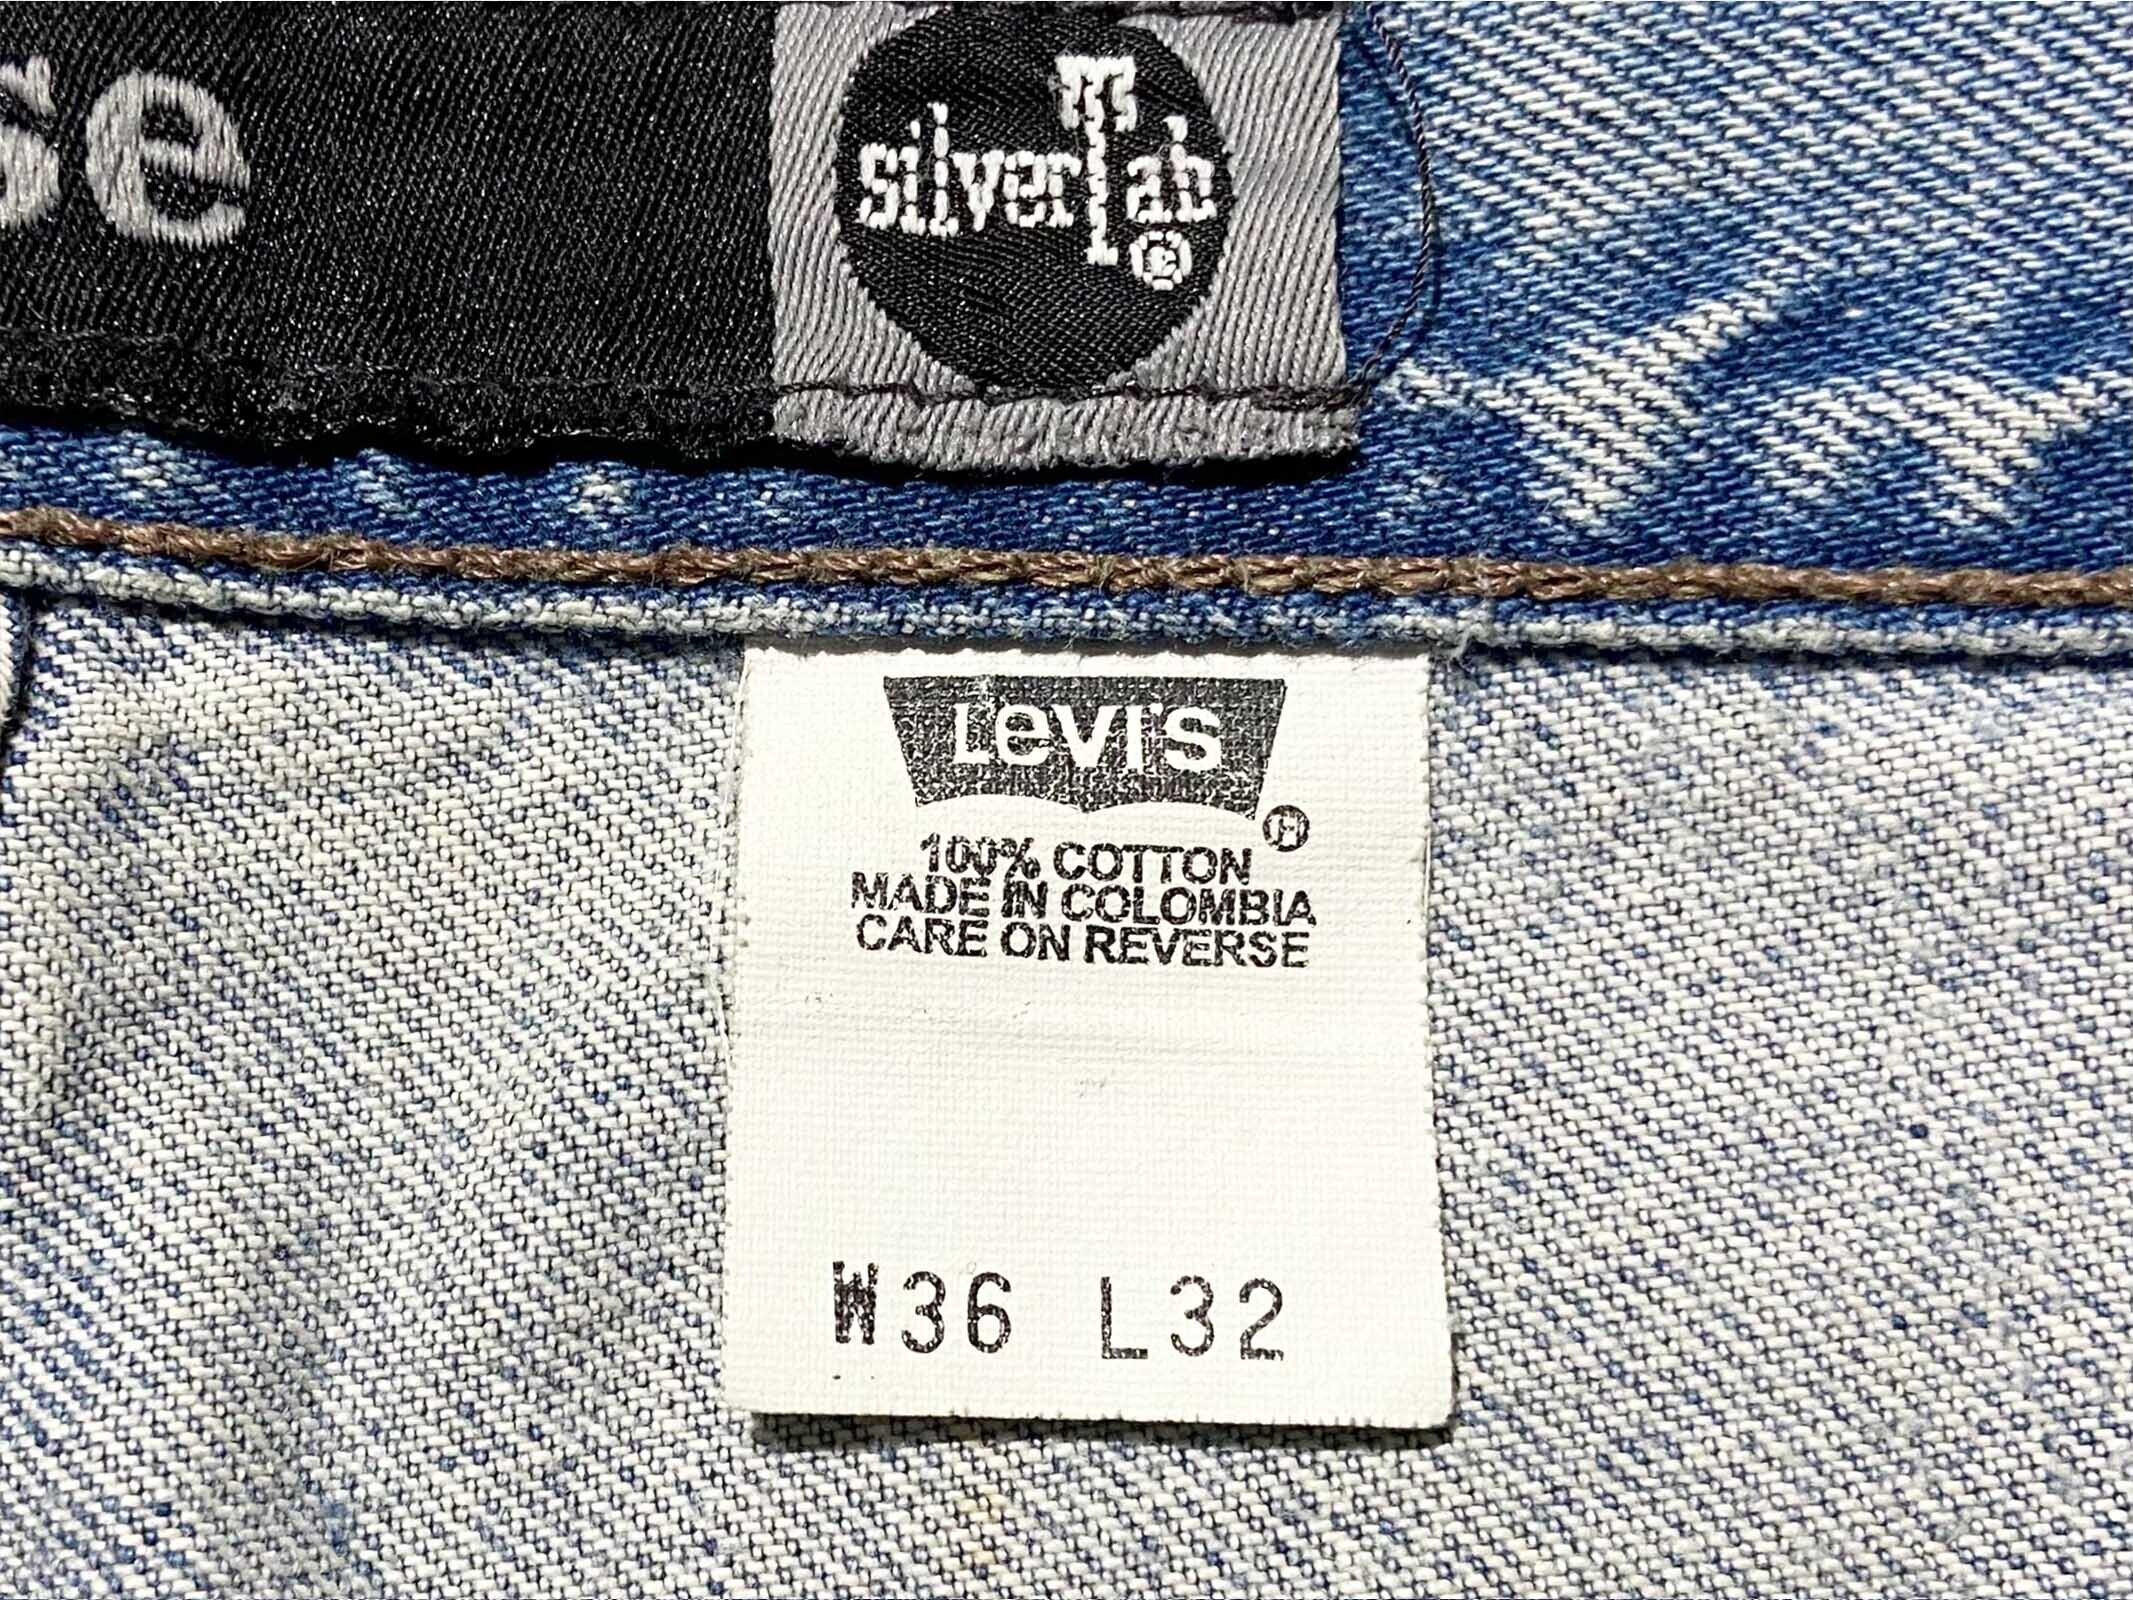 se
silverTab
®
Levi's
®
100% COTTON
MADE IN COLOMBIA
CARE ON REVERSE
W36 L32